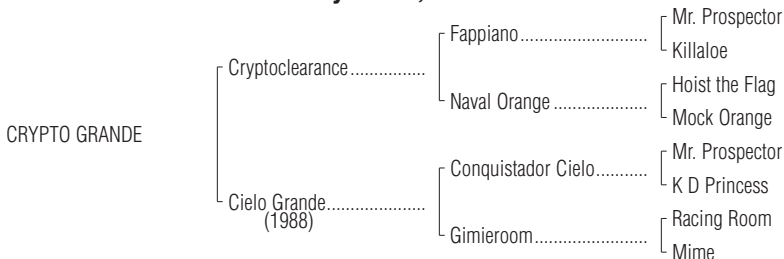 Mr. Prospector
Fappiano
Killaloe
Cryptoclearance
Hoist the Flag
Naval Orange
Mock Orange
CRYPTO GRANDE
Mr. Prospector
Conquistador Cielo
K D Princess
Cielo Grande
(1988)
Racing Room
Gimieroom
Mime